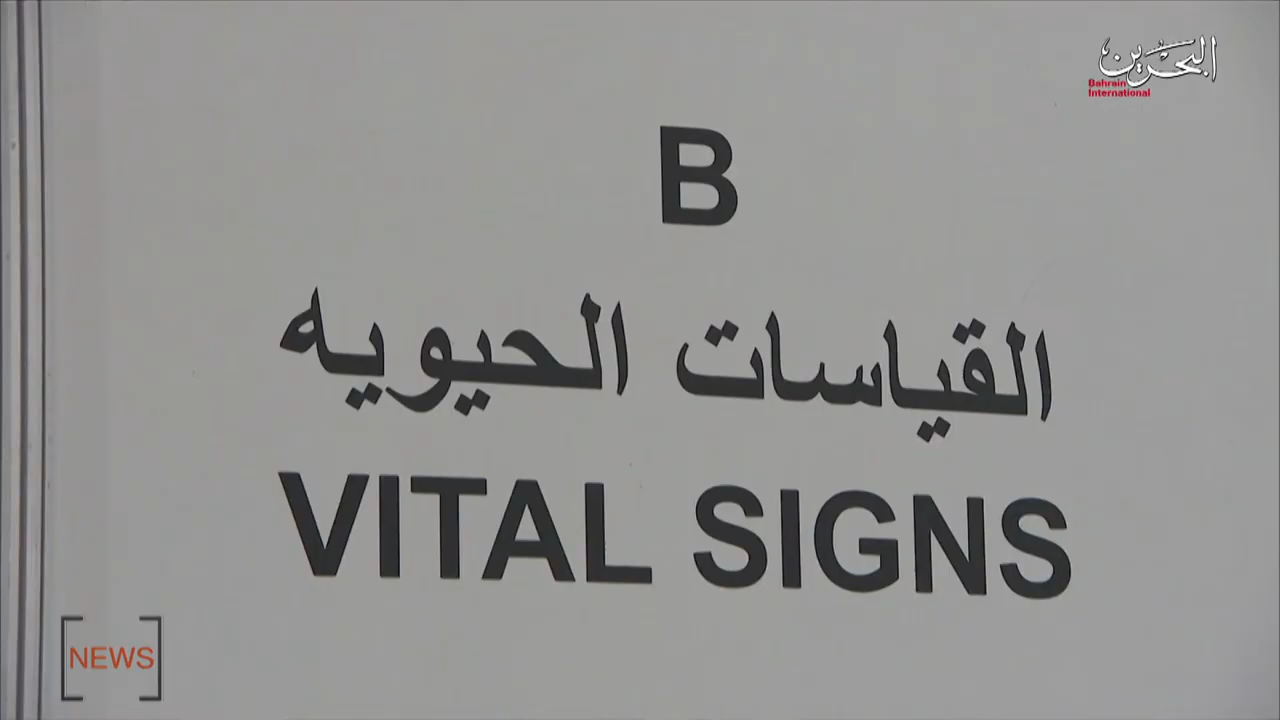 البحرين
Bahrain
International
B
القياسات الحيويه
VITAL SIGNS
NEWS